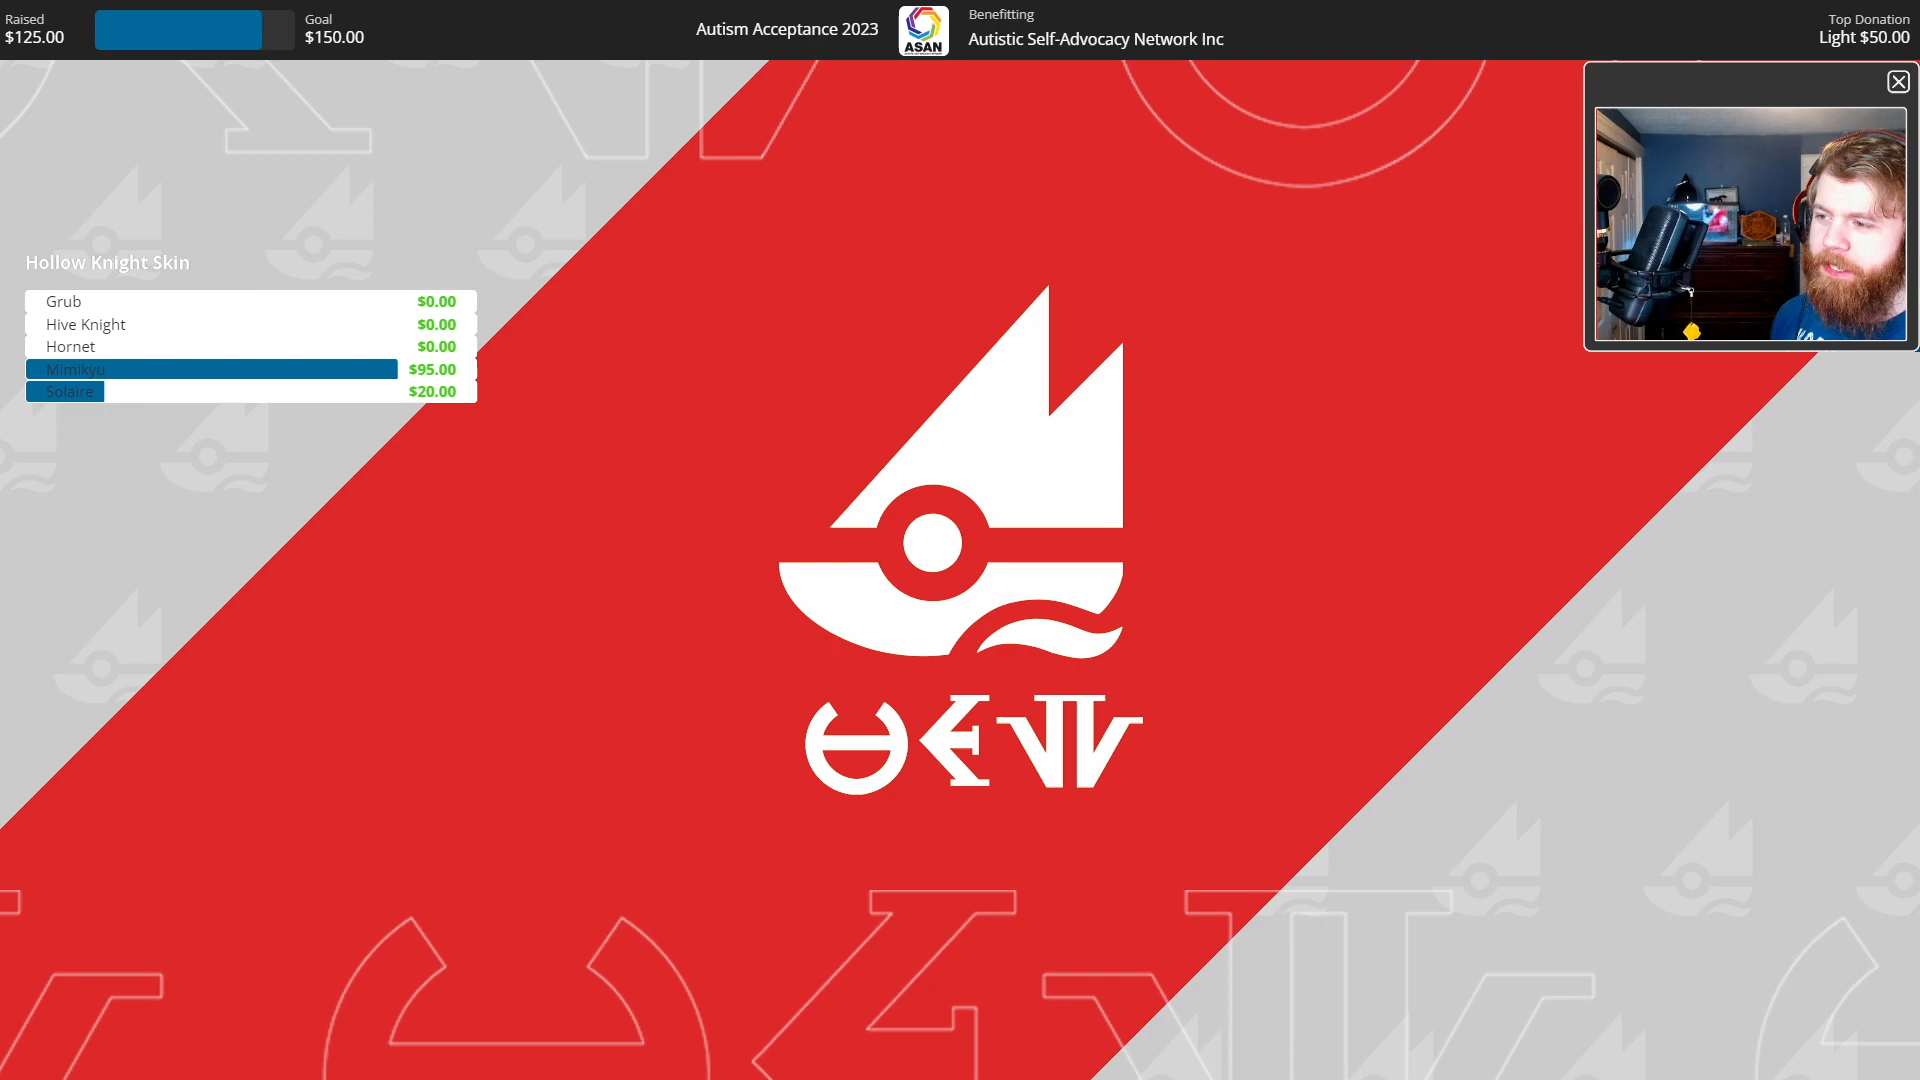 Raised
$125.00
Goal
$150.00
Autism Acceptance 2023
ASAN
Benefitting
Autistic Self-Advocacy Network Inc
Top Donation
Light $50.00
Hollow Knight Skin
Grub $0.00
Hive Knight $0.00
Hornet $0.00
Mimikyu $95.00
Solaire $20.00